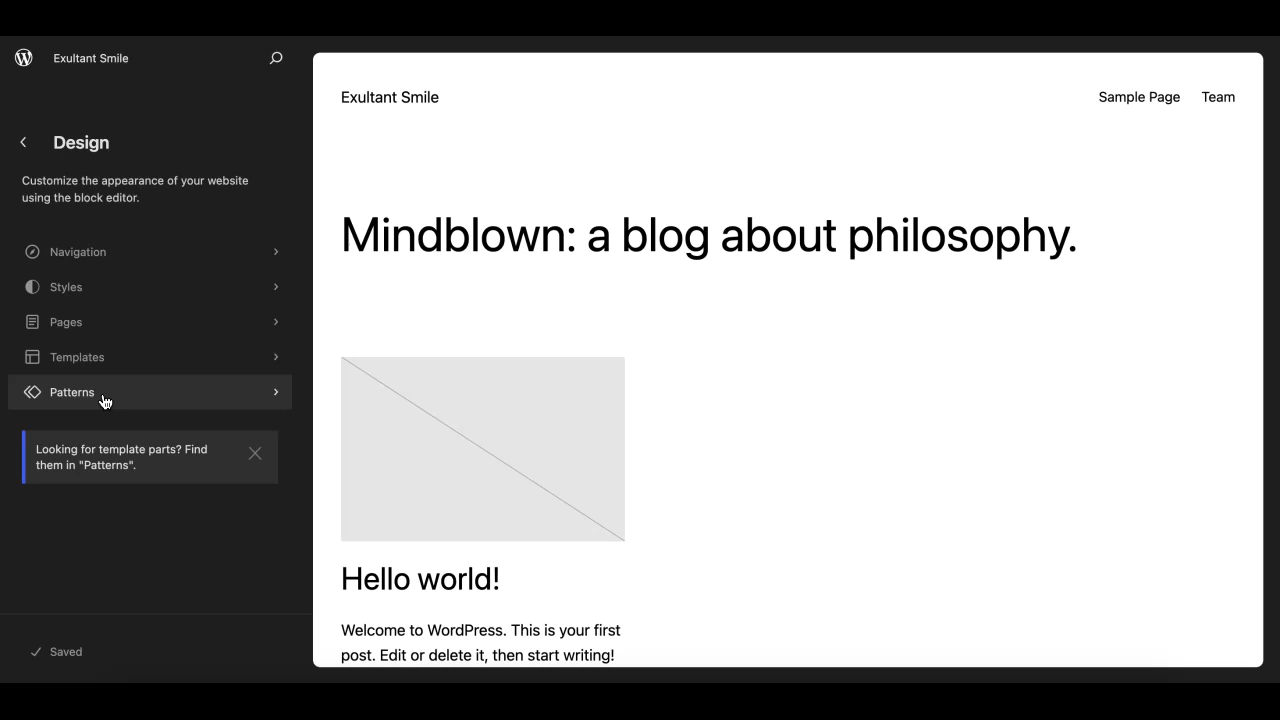 Exultant Smile
Design
Customize the appearance of your website
using the block editor.
Navigation
Styles
Pages
Templates
Patterns
Looking for template parts? Find
them in "Patterns".
Saved
Exultant Smile
Sample Page Team
Mindblown: a blog about philosophy.
Hello world!
Welcome to WordPress. This is your first
post. Edit or delete it, then start writing!